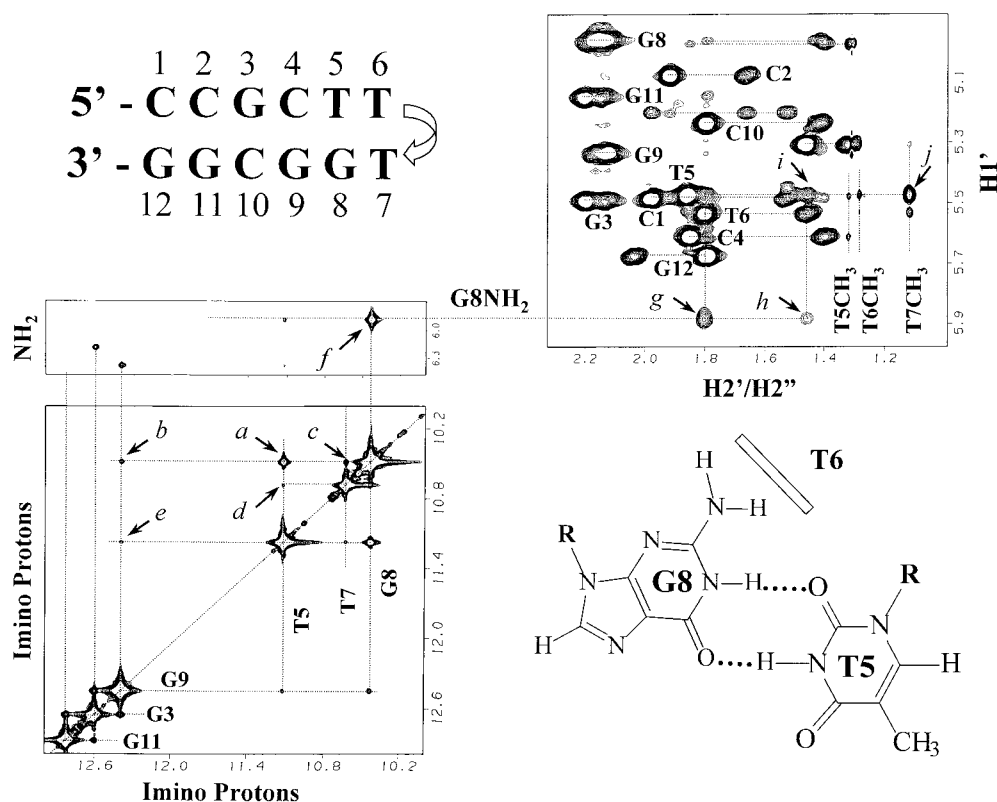 1 2 3 4 5 6
5' - C C G C T T
3' - G G C G G T
12 11 10 9 8 7
G8
C2
G11
C10
G9
i
j
T5
G3
C1
T6
C4
G12
g
h
T5CH3
T6CH3
T7CH3
5.1
5.3
5.5
5.7
5.9
H1'
2.2 2.0 1.8 1.6 1.4 1.2
H2'/H2"
G8NH2
NH2
f
6.0
6.3
b
a
c
e
d
T5
T7
G8
G9
G3
G11
10.2
10.8
11.4
12.0
12.6
Imino Protons
12.6 12.0 11.4 10.8 10.2
Imino Protons
T6
H
N
H
R
N
N
G8
N
H
O
R
N
H
N
O
H
N
T5
H
O
CH3